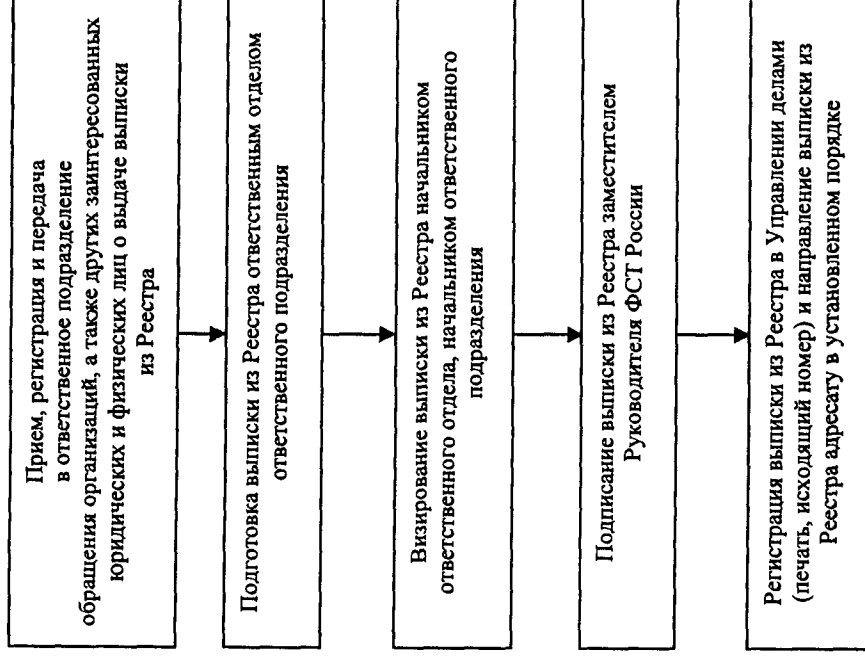 Прием, регистрация и передача
в ответственное подразделение
обращения организаций, а также других заинтересованных
юридических и физических лиц о выдаче выписки
из Реестра
Подготовка выписки из Реестра ответственным отделом
ответственного подразделения
Визирование выписки из Реестра начальником
ответственного отдела, начальником ответственного
подразделения
Подписание выписки из Реестра заместителем
Руководителя ФСТ России
Регистрация выписки из Реестра в Управлении делами
(печать, исходящий номер) и направление выписки из
Реестра адресату в установленном порядке